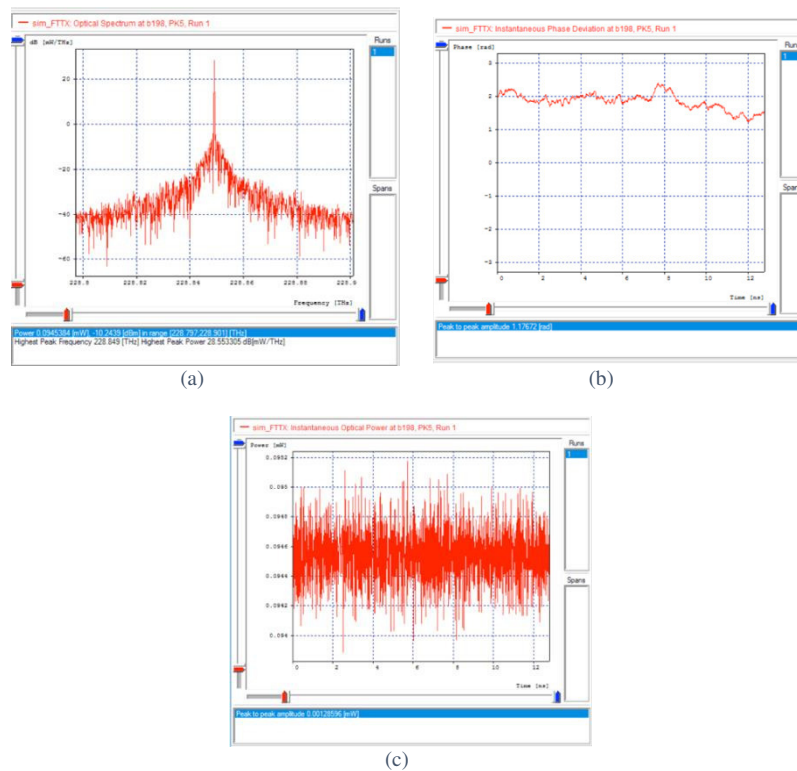 sim_FTTX: Optical Spectrum at b198, PK5, Run 1
dB [mW/THz]
Runs
1
20
0
-20
-40
-60
228.8
228.82
228.84
228.86
228.88
228.9
Frequency [THz]
Spans
Power 0.0945384 [mW], -10.2439 [dBm] in range [228.797,228.901] [THz]
Highest Peak Frequency 228.849 [THz] Highest Peak Power 28.553305 dB[mW/THz]
(a)
sim_FTTX: Instantaneous Phase Deviation at b198, PK5, Run 1
Phase [rad]
Runs
1
3
2
1
0
-1
-2
-3
0 2 4 6 8 10 12
Time [ns]
Spans
Peak to peak amplitude 1.17672 [rad]
(b)
sim_FTTX: Instantaneous Optical Power at b198, PK5, Run 1
Power [mW]
Runs
1
0.0952
0.095
0.0948
0.0946
0.0944
0.0942
0.094
0 2 4 6 8 10 12
Time [ns]
Spans
Peak to peak amplitude 0.00128596 [mW]
(c)